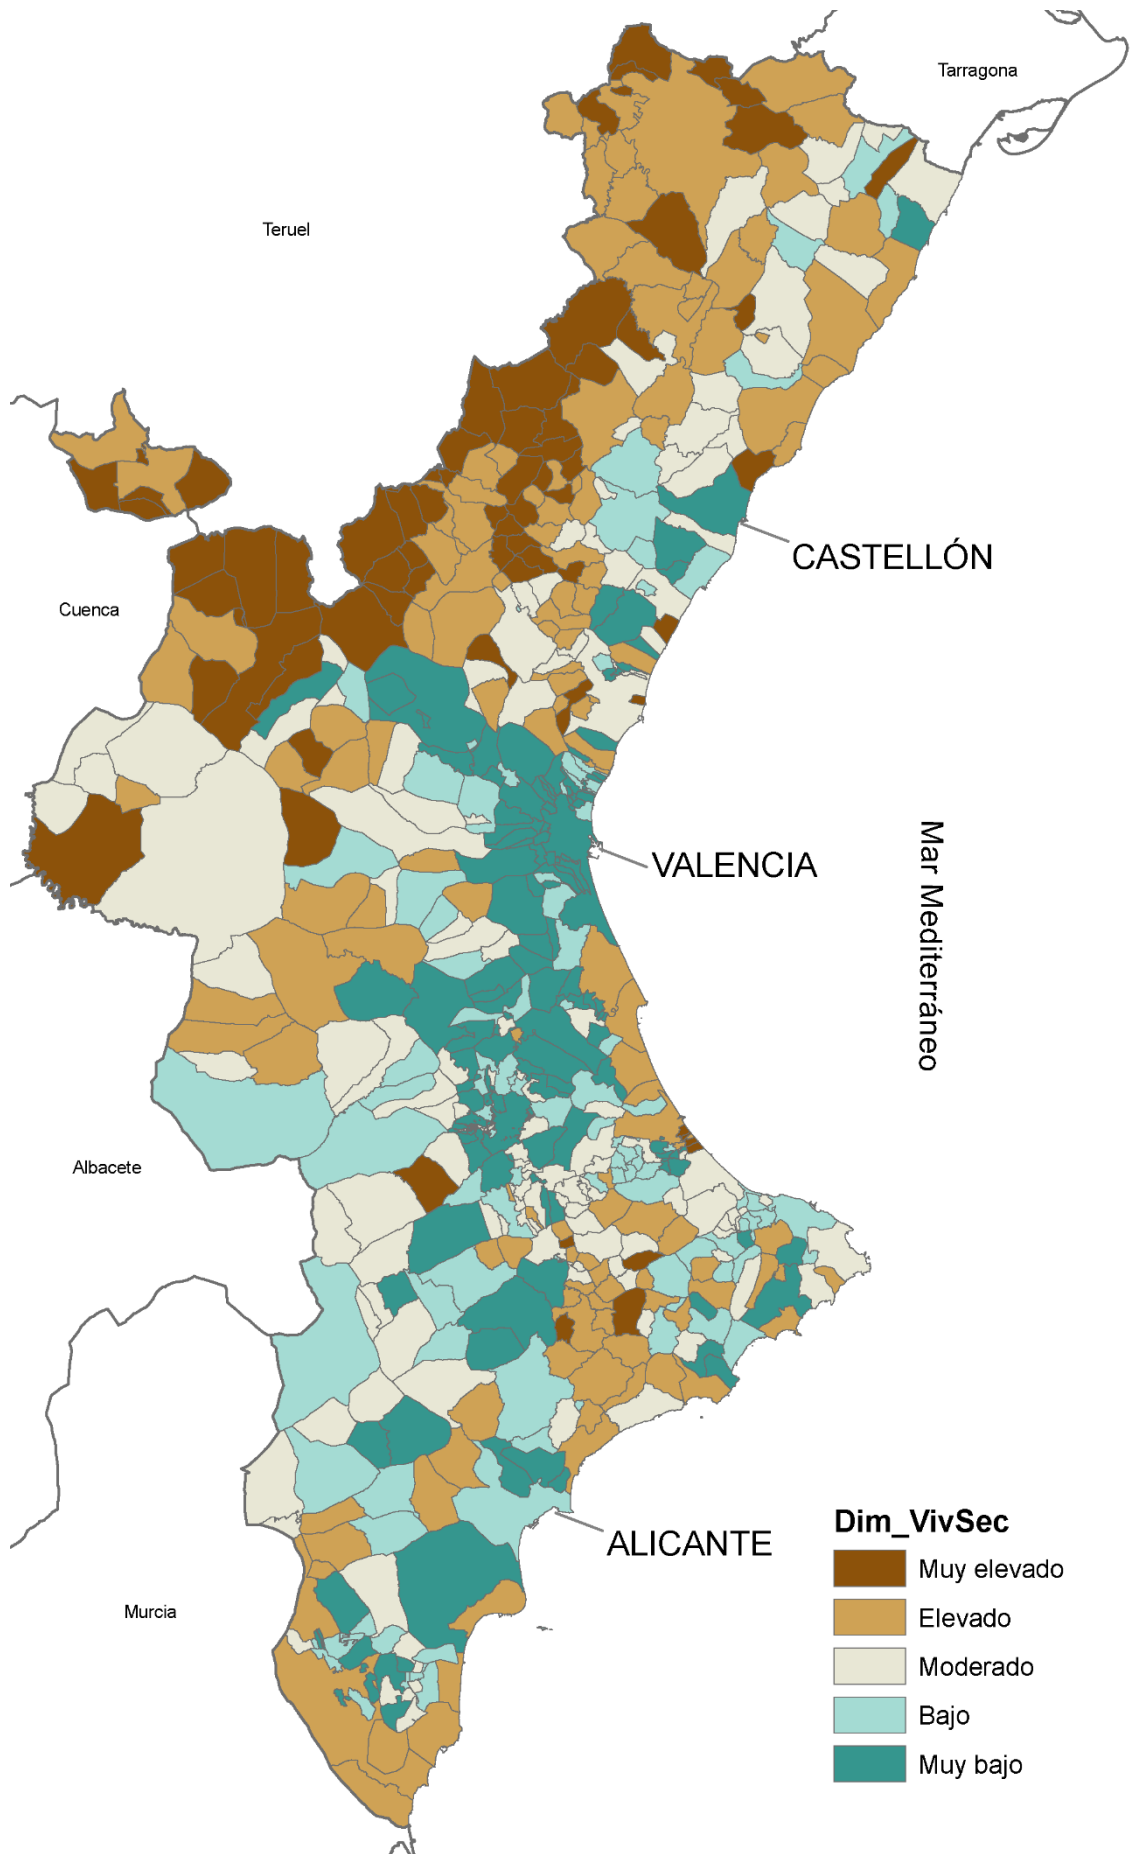 Tarragona
Teruel
CASTELLÓN
Cuenca
Mar Mediterráneo
VALENCIA
Albacete
Dim_VivSec
ALICANTE
Muy elevado
Murcia
Elevado
Moderado
Bajo
Muy bajo